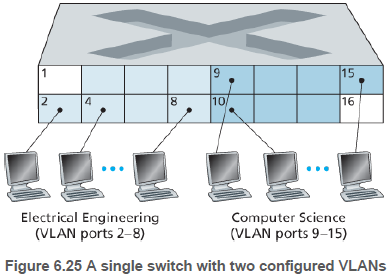 1 9 15
2 4 8 10 16
Electrical Engineering
(VLAN ports 2–8)
Computer Science
(VLAN ports 9–15)
Figure 6.25 A single switch with two configured VLANs